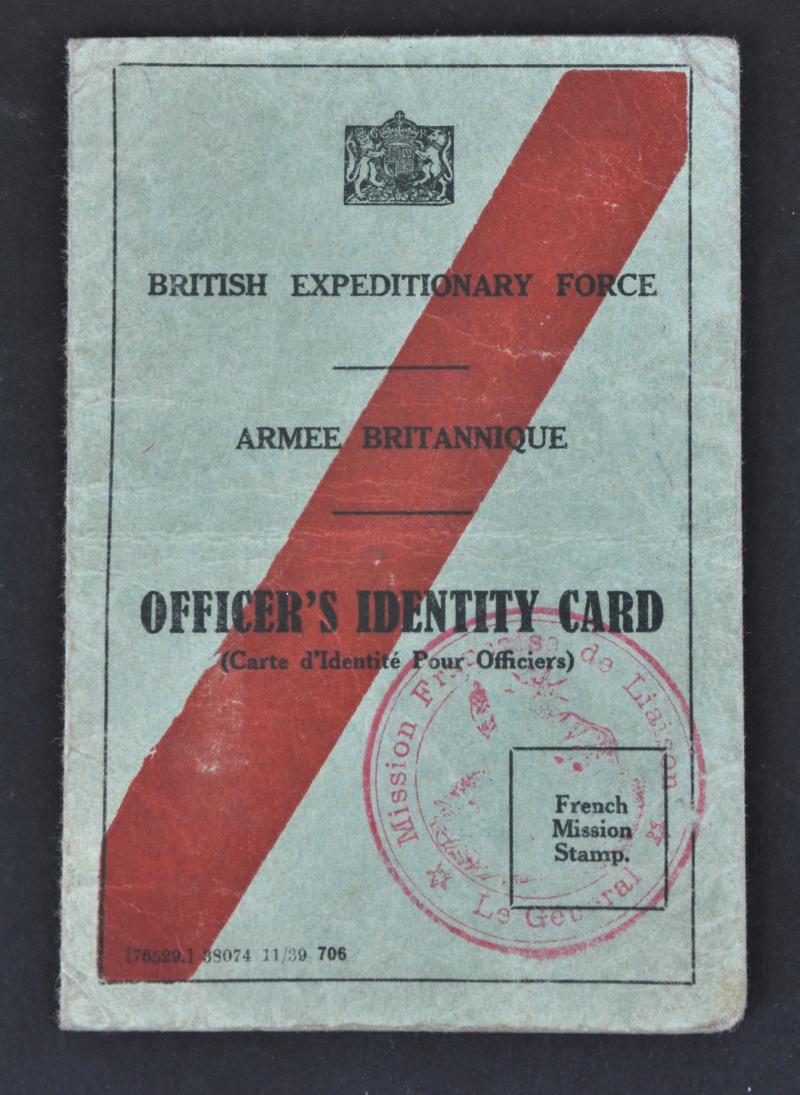 G R
BRITISH EXPEDITIONARY FORCE
ARMEE BRITANNIQUE
OFFICER'S IDENTITY CARD
(Carte d'Identité Pour Officiers)
Mission Française de Liaison
French
Mission
Stamp.
Le General
[76529.] 38074 11/39 706